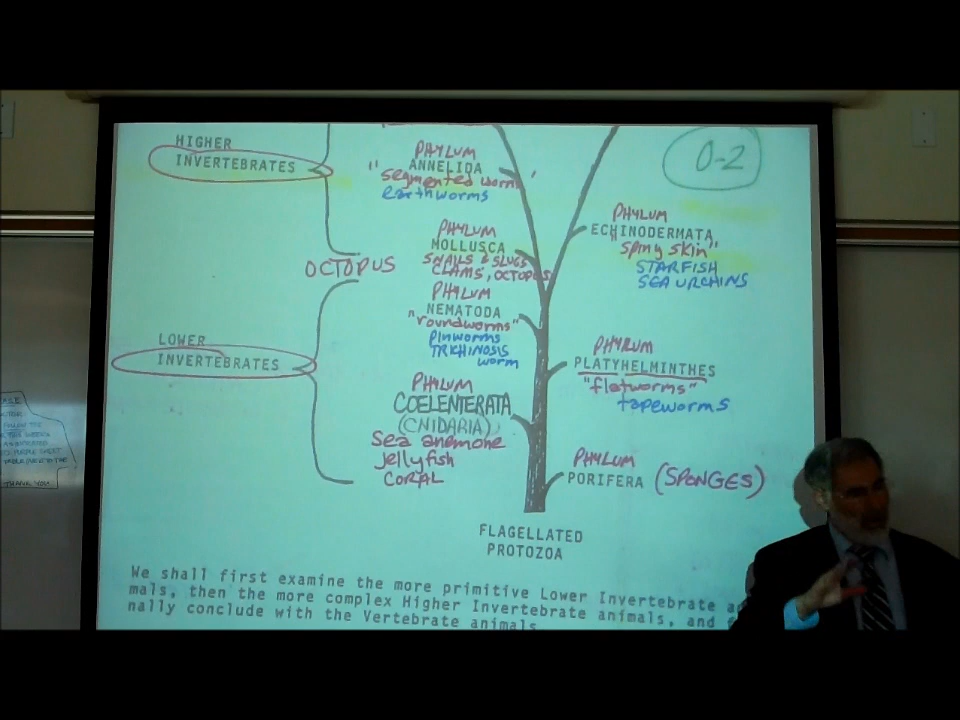 HIGHER
INVERTEBRATES
PHYLUM
ANNELIDA
"segmented worms"
earthworms
O-2
PHYLUM
ECHINODERMATA
"spiny skin"
STARFISH
SEA URCHINS
PHYLUM
MOLLUSCA
SNAILS & SLUGS
CLAMS, OCTOPUS
OCTOPUS
PHYLUM
NEMATODA
"roundworms"
pinworms
TRICHINOSIS
worm
LOWER
INVERTEBRATES
PHYLUM
PLATYHELMINTHES
"flatworms"
tapeworms
PHYLUM
COELENTERATA
(CNIDARIA)
Sea anemone
Jellyfish
CORAL
PHYLUM
PORIFERA (SPONGES)
FLAGELLATED
PROTOZOA
We shall first examine the more primitive Lower Invertebrate
mals, then the more complex Higher Invertebrate animals, and
nally conclude with the Vertebrate animals.
THANK YOU